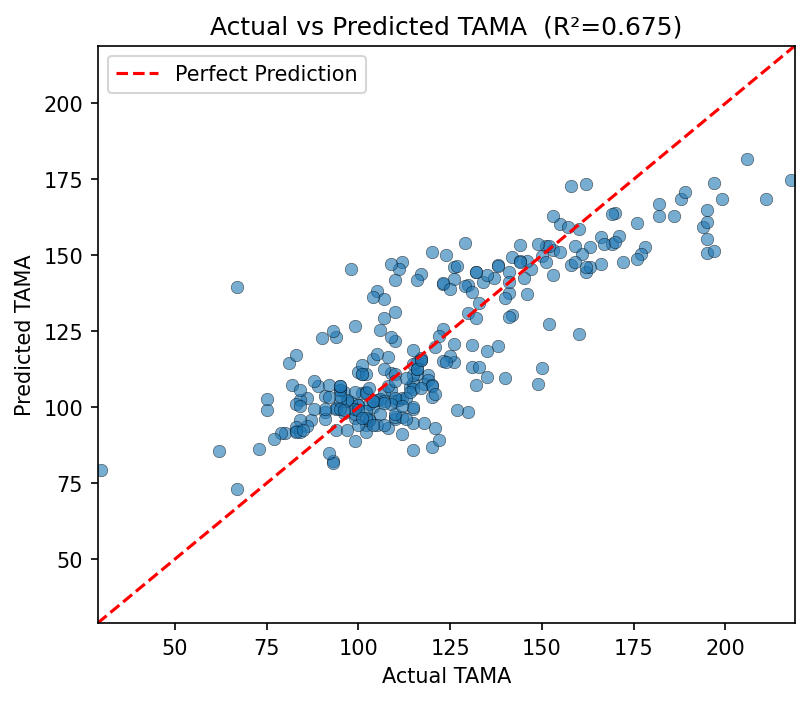 Actual vs Predicted TAMA (R²=0.675)
Perfect Prediction
Predicted TAMA
200
175
150
125
100
75
50
50 75 100 125 150 175 200
Actual TAMA